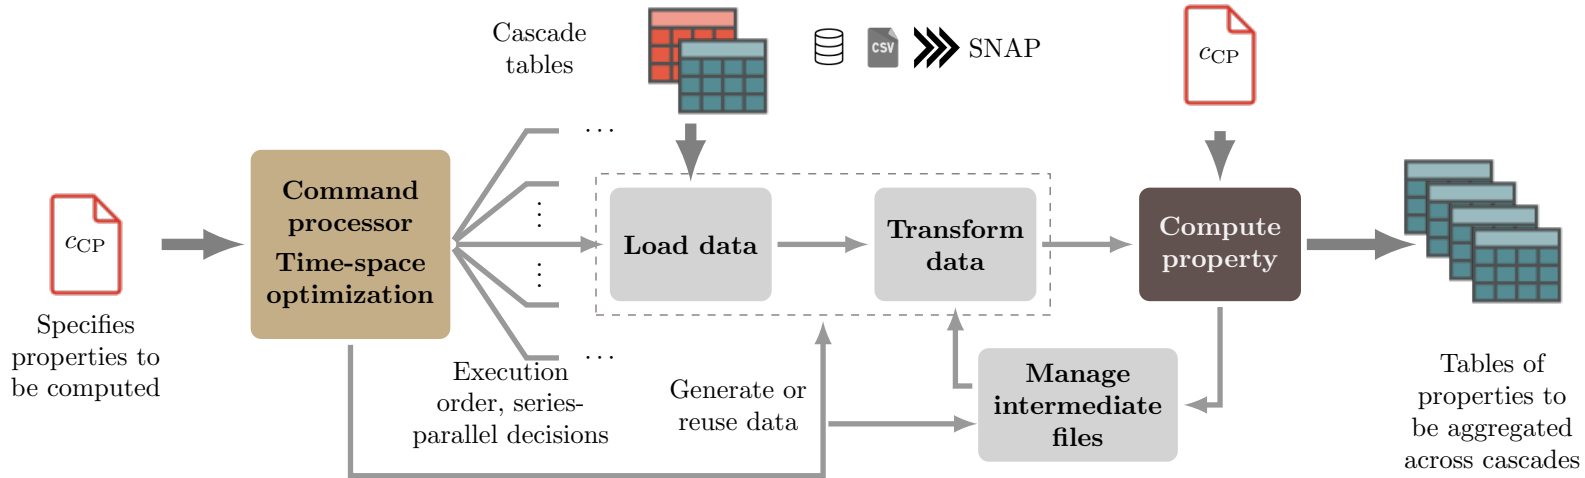 Cascade
tables
CSV
SNAP
c_CP
...
c_CP
Specifies
properties to
be computed
Command
processor
Time-space
optimization
...
...
...
Execution
order, series-
parallel decisions
Load data
Transform
data
Compute
property
Generate or
reuse data
Manage
intermediate
files
Tables of
properties to
be aggregated
across cascades